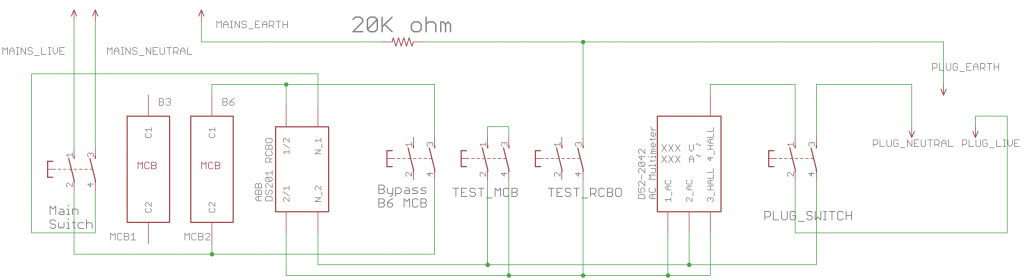 20K ohm
MAINS_EARTH
MAINS_LIVE
MAINS_NEUTRAL
PLUG_EARTH
B3
B6
C1
C1
1/2
N_1
XXX V~
XXX A~
4_HALL
PLUG_NEUTRAL
PLUG_LIVE
1
3
MCB
MCB
ABB
DS201 RCBO
1
3
1
3
1
3
D52-2042
AC Multimeter
1
3
2
4
C2
C2
2/1
N_2
2
4
2
4
2
4
1_AC
2_AC
3_HALL
2
4
Main
Switch
Bypass
B6 MCB
TEST_MCB
TEST_RCBO
PLUG_SWITCH
MCB1
MCB2